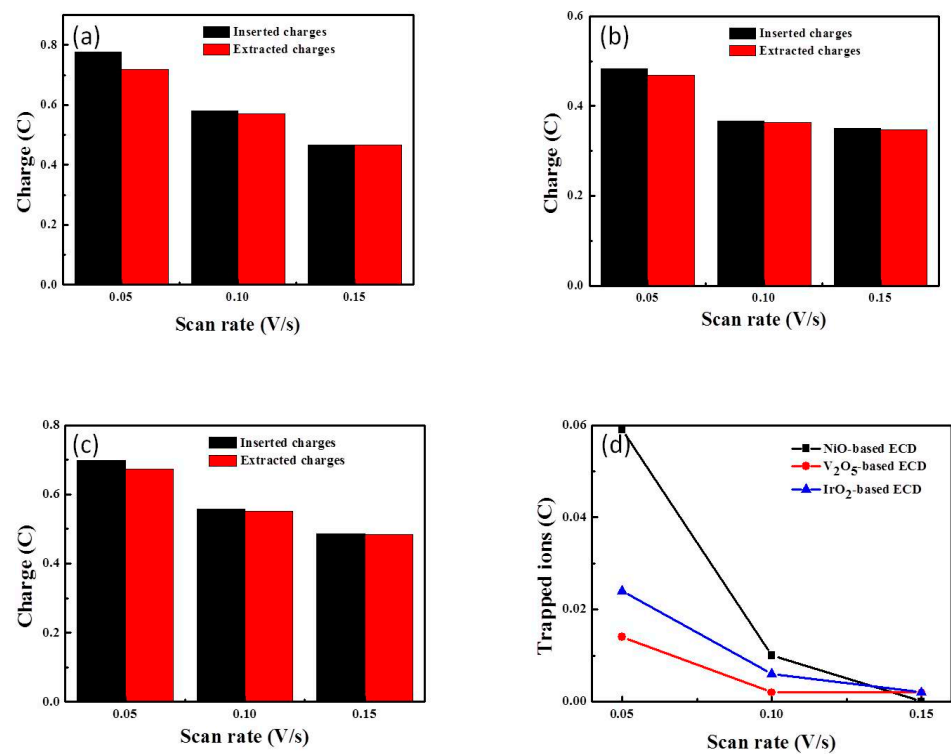 (a)
Inserted charges
Extracted charges
Charge (C)
0.8
0.6
0.4
0.2
0.0
0.05 0.10 0.15
Scan rate (V/s)
(b)
Inserted charges
Extracted charges
Charge (C)
0.6
0.4
0.2
0.0
0.05 0.10 0.15
Scan rate (V/s)
(c)
Inserted charges
Extracted charges
Charge (C)
0.8
0.6
0.4
0.2
0.0
0.05 0.10 0.15
Scan rate (V/s)
(d)
NiO-based ECD
V2O5-based ECD
IrO2-based ECD
Trapped ions (C)
0.06
0.04
0.02
0.00
0.05 0.10 0.15
Scan rate (V/s)